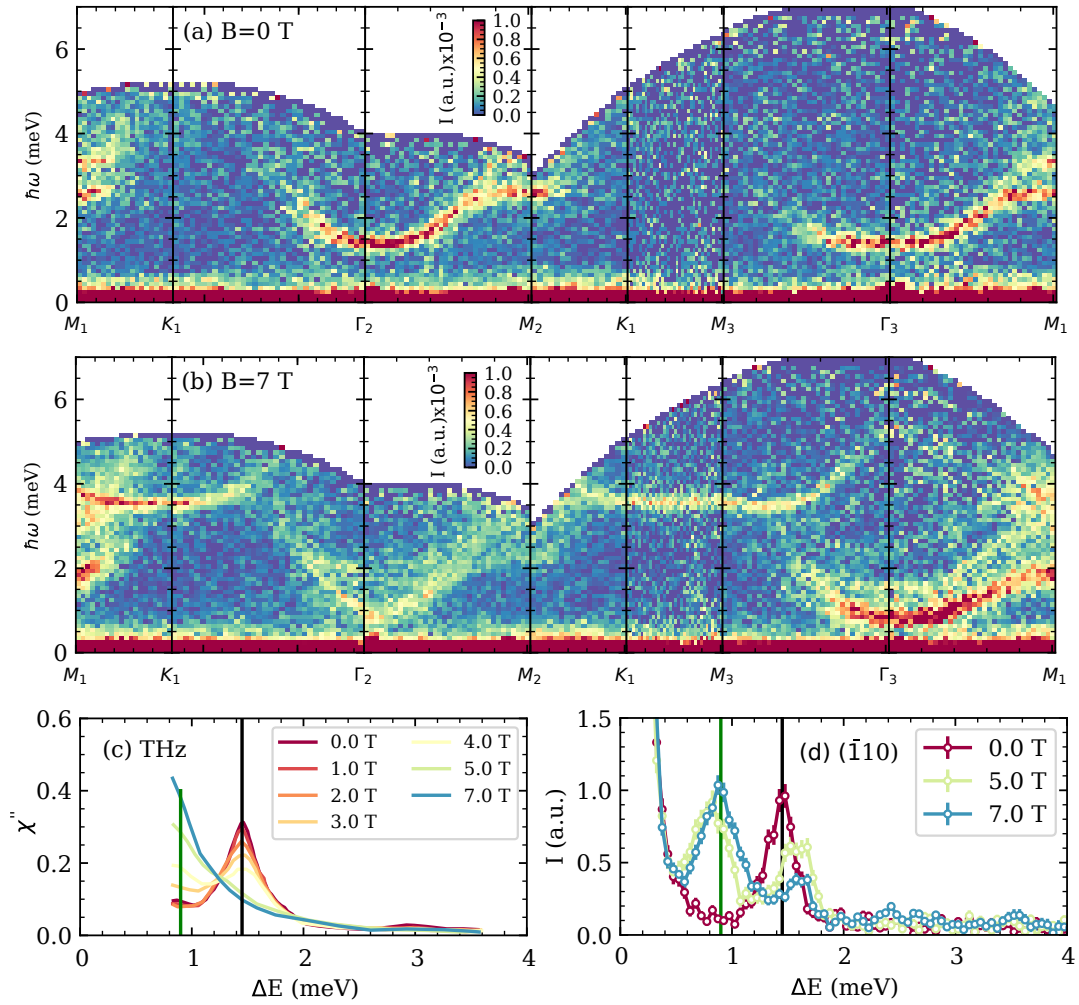 (a) B=0 T
I (a.u.)x10⁻³
1.0
0.8
0.6
0.4
0.2
0.0
ħω (meV)
6
4
2
0
M₁ K₁ Γ₂ M₂ K₁ M₃ Γ₃ M₁
(b) B=7 T
I (a.u.)x10⁻³
1.0
0.8
0.6
0.4
0.2
0.0
ħω (meV)
6
4
2
0
M₁ K₁ Γ₂ M₂ K₁ M₃ Γ₃ M₁
(c) THz
0.0 T
1.0 T
2.0 T
3.0 T
4.0 T
5.0 T
7.0 T
χ"
0.6
0.4
0.2
0.0
0 1 2 3 4
ΔE (meV)
(d) (1̄10)
0.0 T
5.0 T
7.0 T
I (a.u.)
1.5
1.0
0.5
0.0
0 1 2 3 4
ΔE (meV)